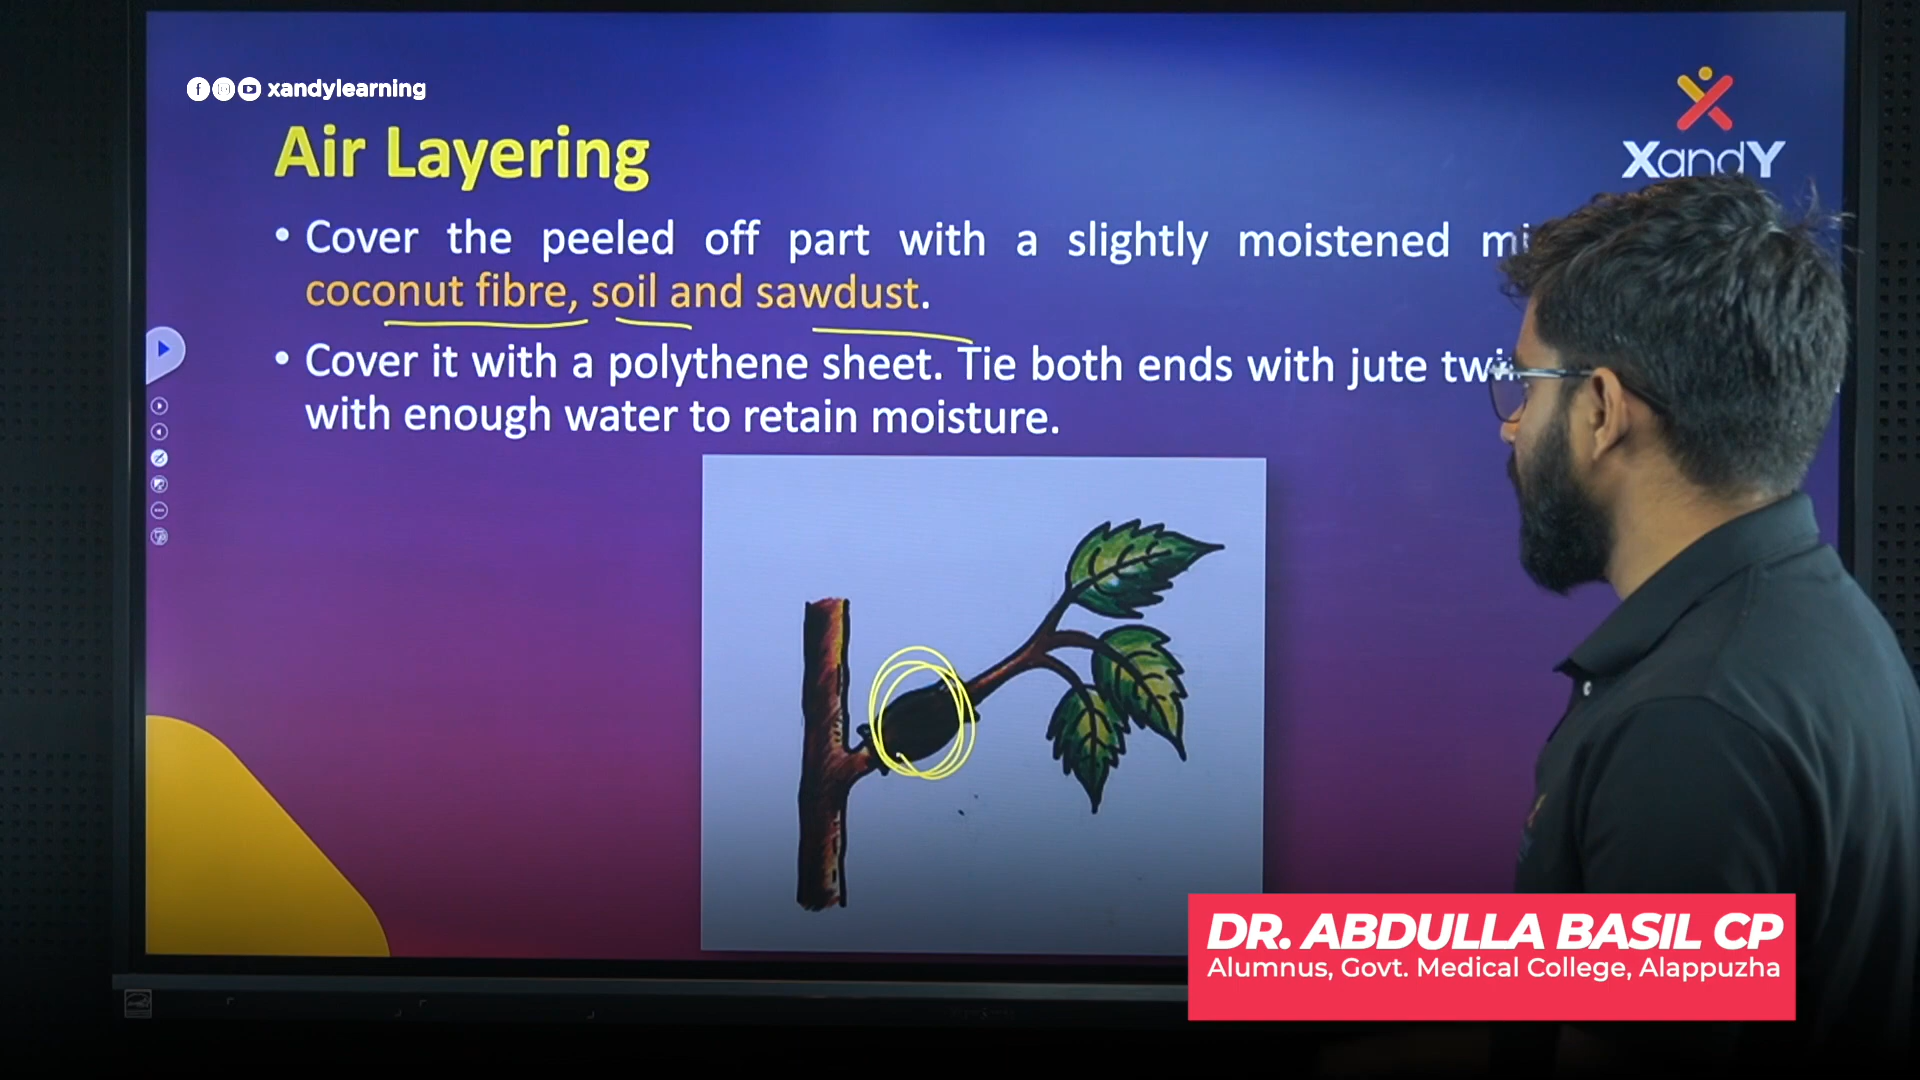 xandylearning
XandY
Air Layering
• Cover the peeled off part with a slightly moistened
coconut fibre, soil and sawdust.
• Cover it with a polythene sheet. Tie both ends with jute
with enough water to retain moisture.
DR. ABDULLA BASIL CP
Alumnus, Govt. Medical College, Alappuzha